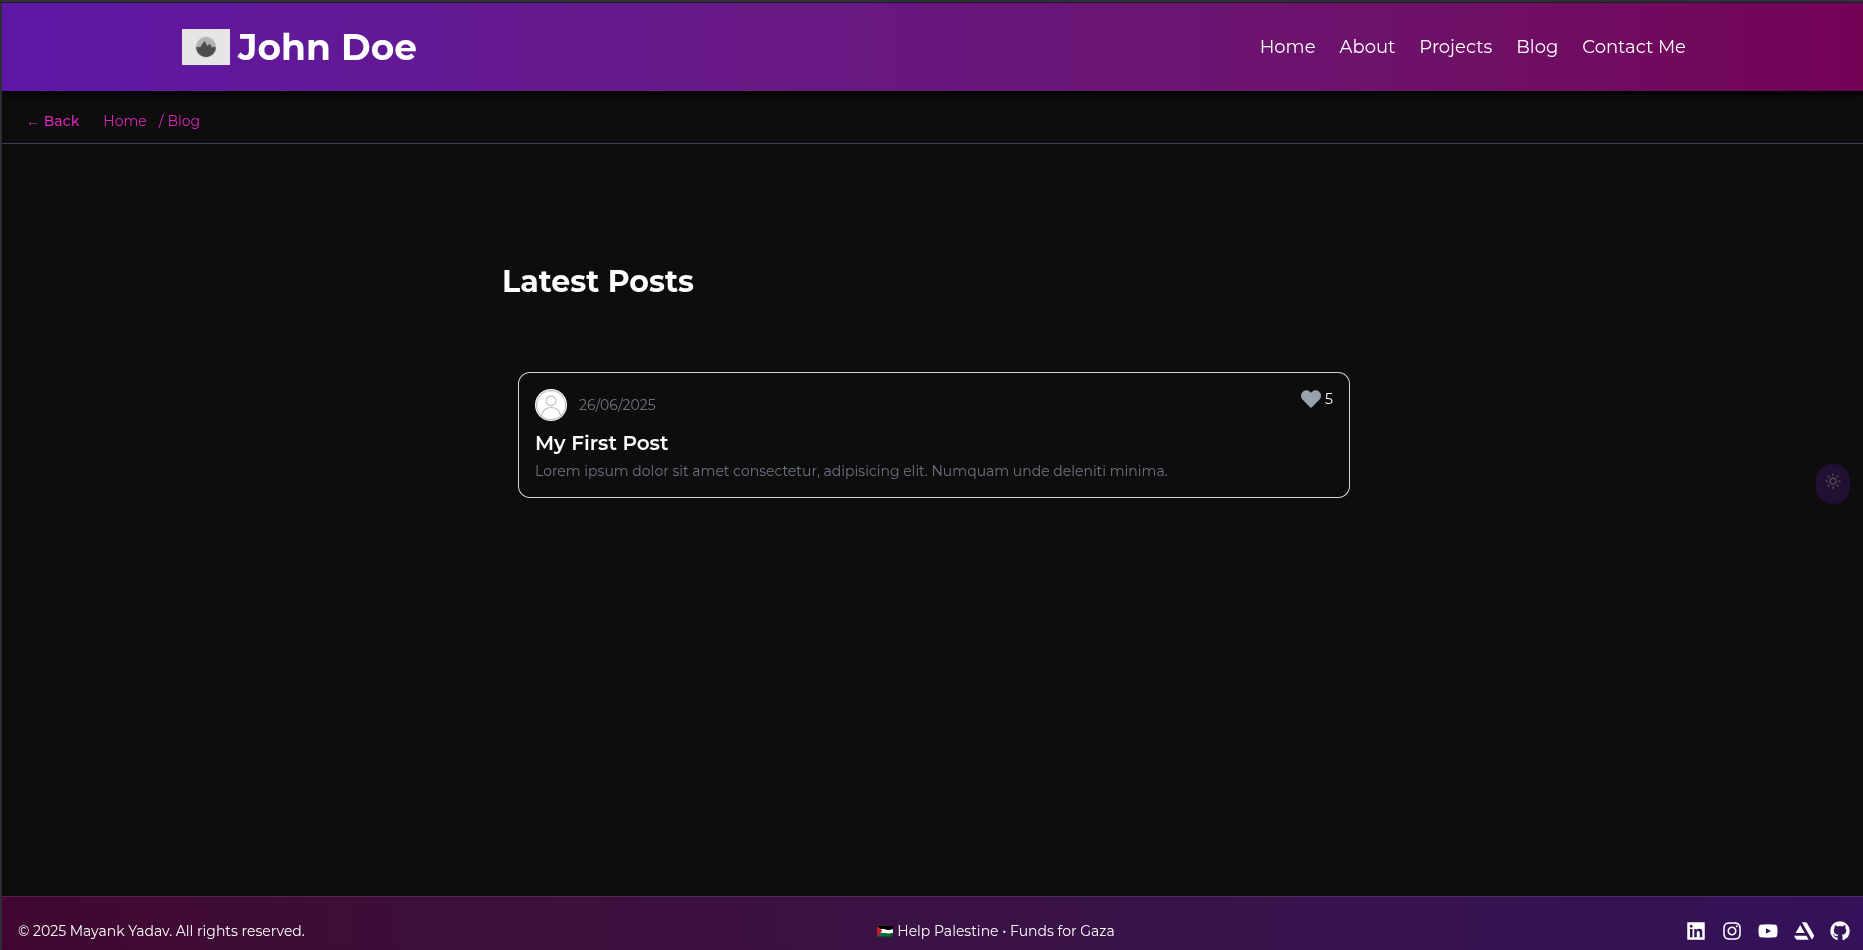 John Doe
Home About Projects Blog Contact Me
← Back Home / Blog
Latest Posts
26/06/2025
5
My First Post
Lorem ipsum dolor sit amet consectetur, adipisicing elit. Numquam unde deleniti minima.
© 2025 Mayank Yadav. All rights reserved.
🇵🇸 Help Palestine • Funds for Gaza
in